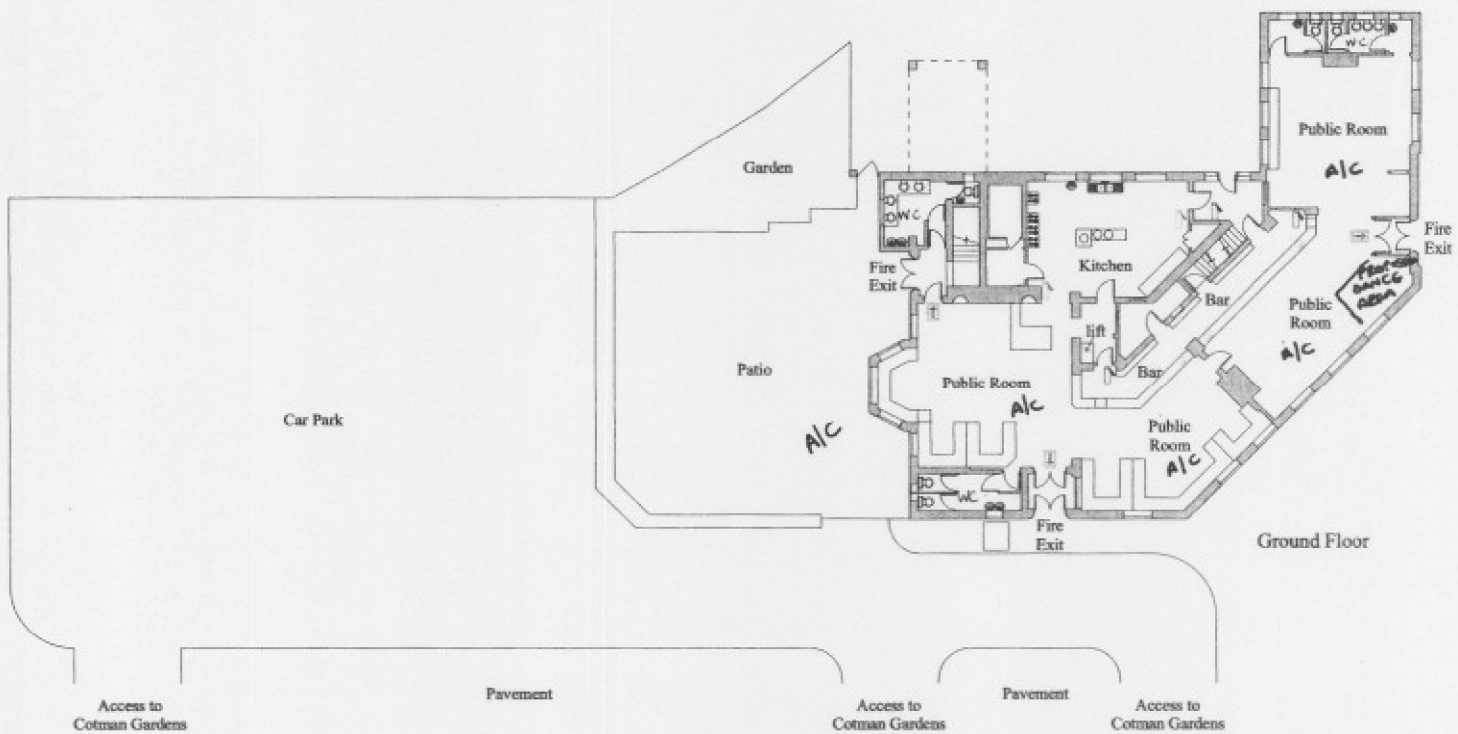 WC
Public Room
A/C
Garden
WC
Fire
Exit
Kitchen
Fire
Exit
DANCE
AREA
Public
Room
A/C
Bar
lift
Bar
Patio
Public Room
A/C
A/C
Car Park
Public
Room
A/C
WC
Fire
Exit
Ground Floor
Pavement
Pavement
Access to
Cotman Gardens
Access to
Cotman Gardens
Access to
Cotman Gardens